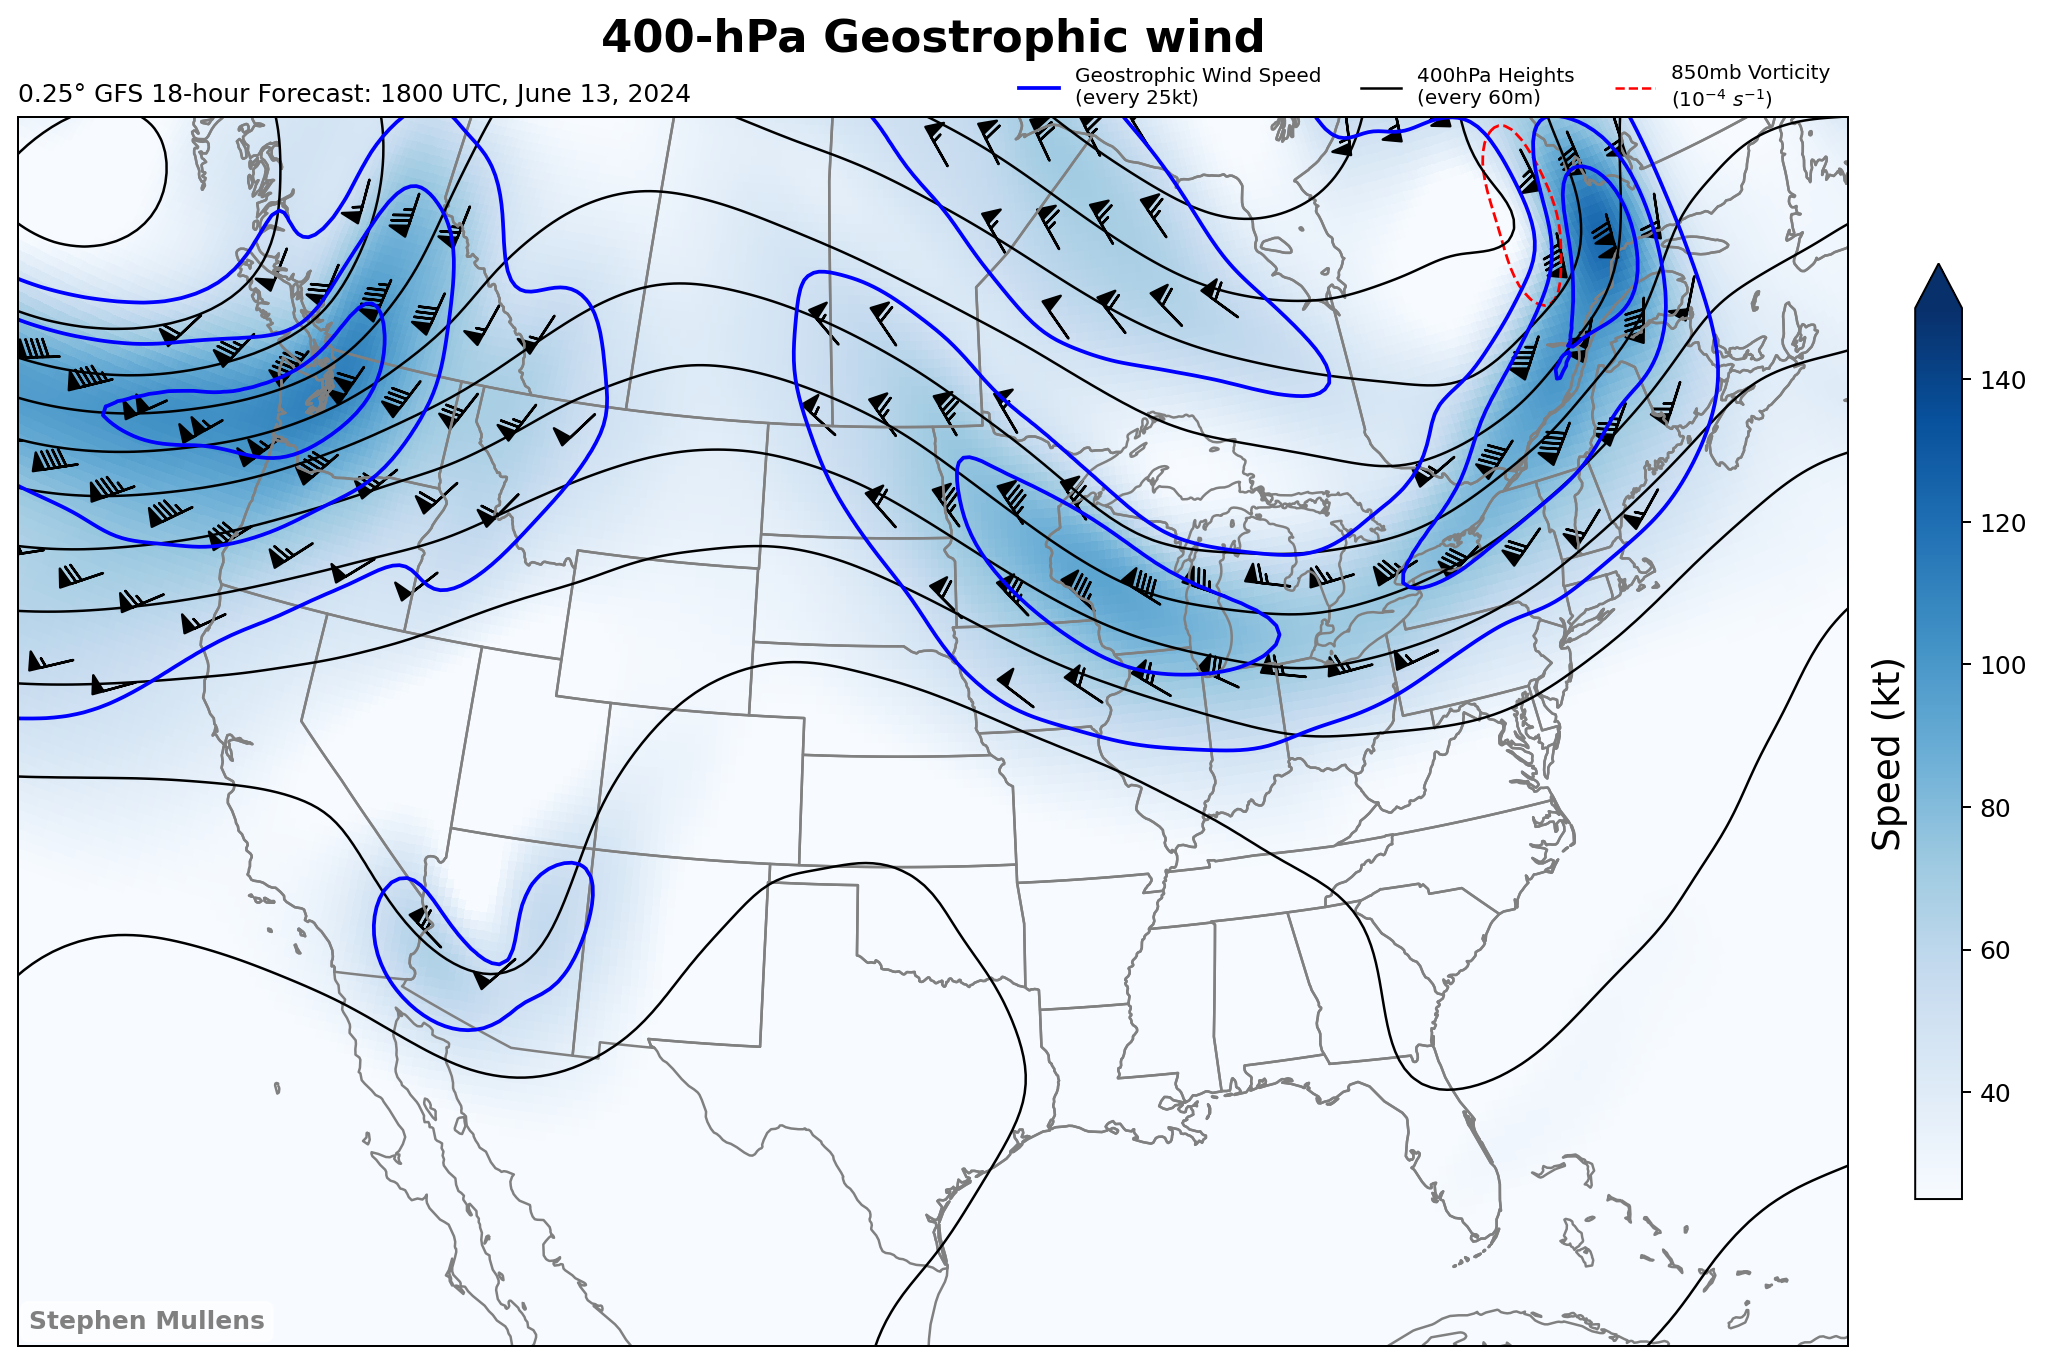 400-hPa Geostrophic wind
0.25° GFS 18-hour Forecast: 1800 UTC, June 13, 2024
Geostrophic Wind Speed
(every 25kt)
400hPa Heights
(every 60m)
850mb Vorticity
(10⁻⁴ s⁻¹)
140
120
100
80
60
40
Speed (kt)
Stephen Mullens